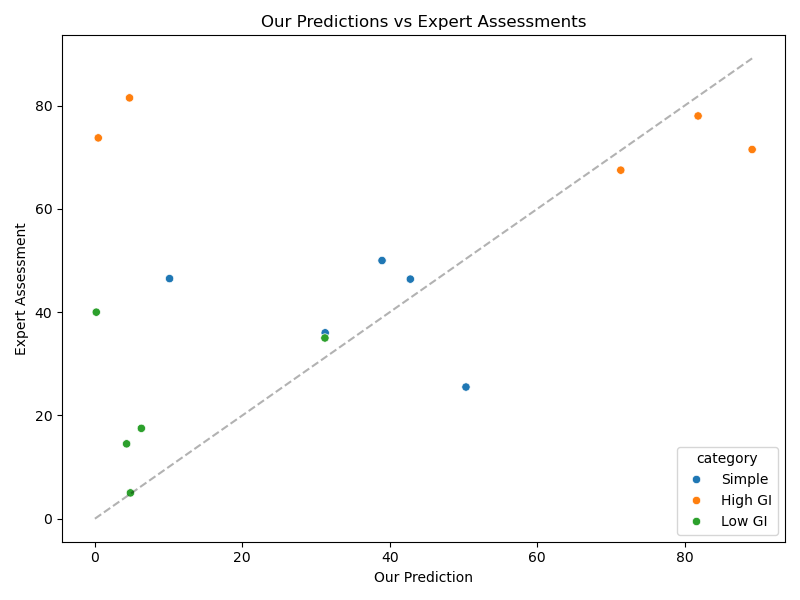 Our Predictions vs Expert Assessments
Expert Assessment
80
60
40
20
0
0 20 40 60 80
Our Prediction
category
Simple
High GI
Low GI